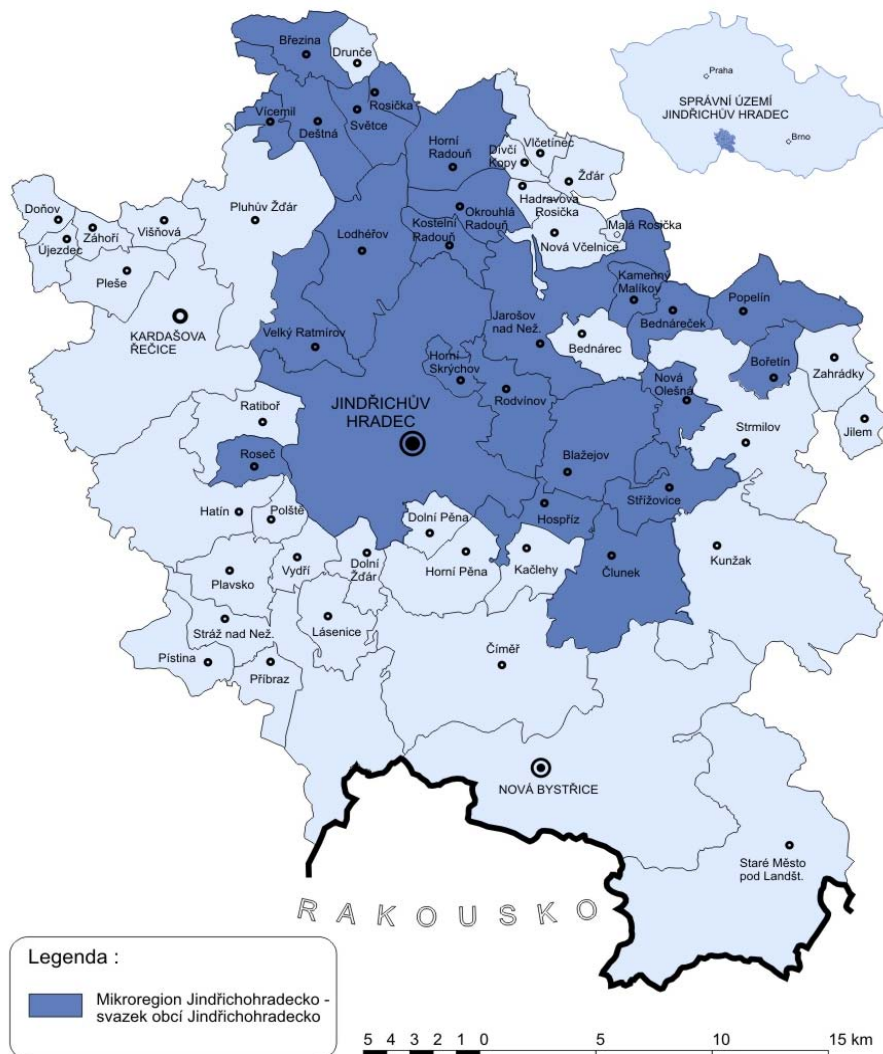 Březina
Drunče
Rosička
Vícemil
Deštná
Světce
Horní
Radouň
Vlčetínec
Dívčí
Kopy
Žďár
Praha
SPRÁVNÍ ÚZEMÍ
JINDŘICHŮV HRADEC
Brno
Doňov
Záhoří
Višňová
Újezdec
Pleše
Pluhův Žďár
Lodhéřov
Kostelní
Radouň
Okrouhlá
Radouň
Hadravova
Rosička
Nová Včelnice
Malá Rosička
KARDAŠOVA
ŘEČICE
Velký Ratmírov
Jarošov
nad Než.
Kamenný
Malíkov
Bednáreček
Popelín
Bednárec
Horní
Skrýchov
Rodvínov
Nová
Olešná
Bořetín
Zahrádky
Jilem
Strmilov
Ratiboř
JINDŘICHŮV
HRADEC
Roseč
Blažejov
Střížovice
Hatín
Polště
Dolní Pěna
Hospříz
Plavsko
Vydří
Dolní
Žďár
Horní Pěna
Kačlehy
Člunek
Kunžak
Stráž nad Než.
Lásenice
Pístina
Příbraz
Číměř
NOVÁ BYSTŘICE
Staré Město
pod Landšt.
RAKOUSKO
Legenda :
Mikroregion Jindřichohradecko -
svazek obcí Jindřichohradecko
5 4 3 2 1 0 5 10 15 km